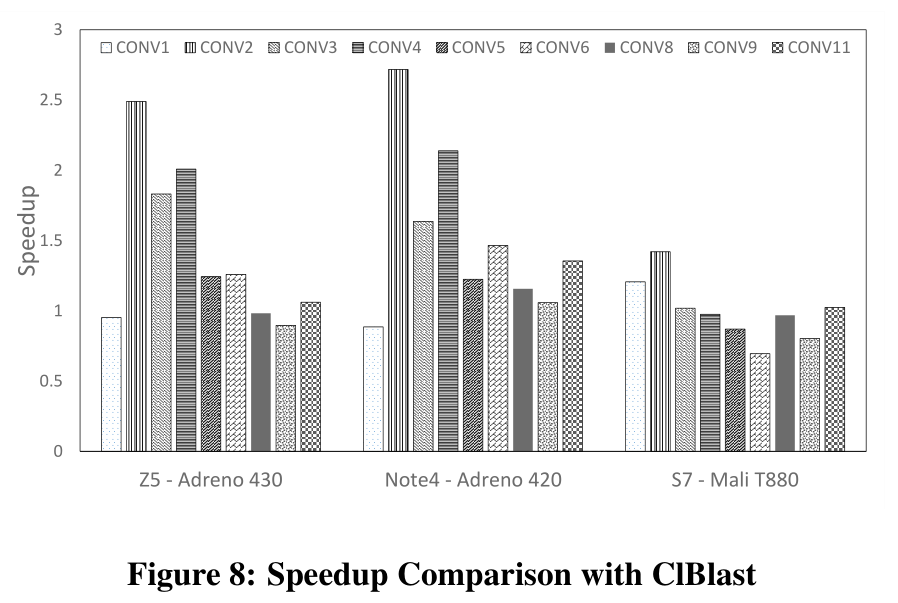 3
CONV1 CONV2 CONV3 CONV4 CONV5 CONV6 CONV8 CONV9 CONV11
2.5
2
1.5
1
0.5
0
Speedup
Z5 - Adreno 430 Note4 - Adreno 420 S7 - Mali T880
Figure 8: Speedup Comparison with ClBlast